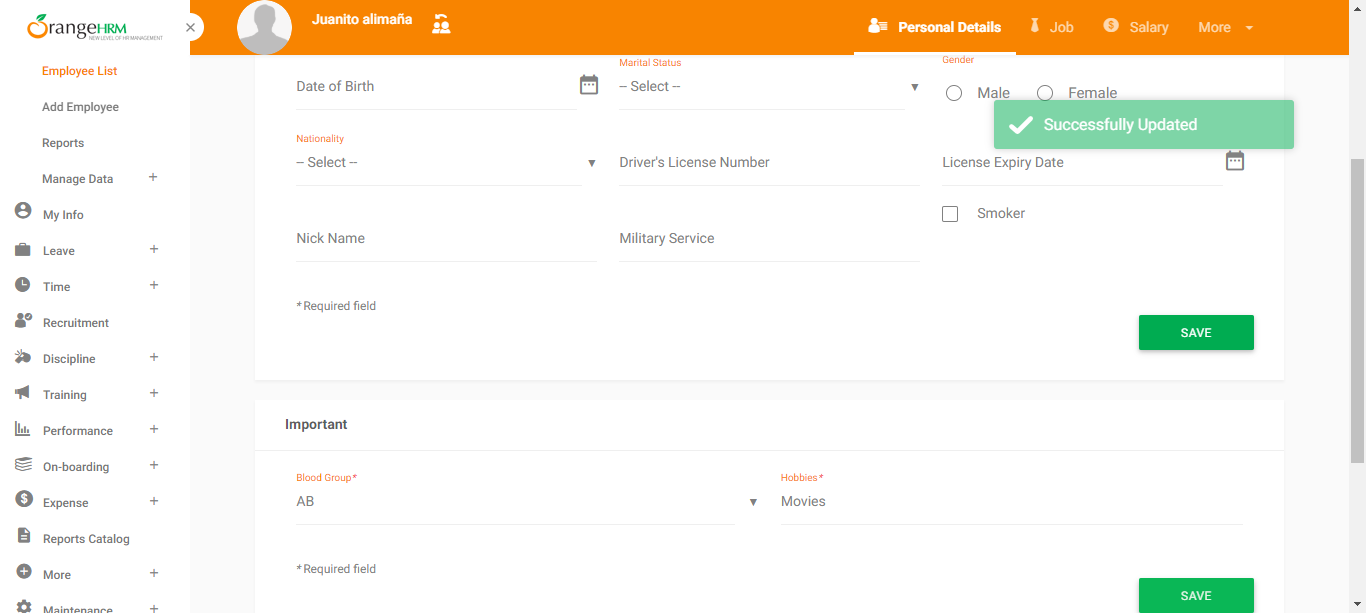 OrangeHRM
NEW LEVEL OF HR MANAGEMENT
Employee List
Add Employee
Reports
Manage Data +
My Info
Leave +
Time +
Recruitment
Discipline +
Training +
Performance +
On-boarding +
Expense +
Reports Catalog
More +
Maintenance +
Juanito alimaña
Personal Details
Job
Salary
More
Date of Birth
Marital Status
-- Select --
Gender
Male
Female
Successfully Updated
Nationality
-- Select --
Driver's License Number
License Expiry Date
Nick Name
Military Service
Smoker
* Required field
SAVE
Important
Blood Group*
AB
Hobbies*
Movies
* Required field
SAVE